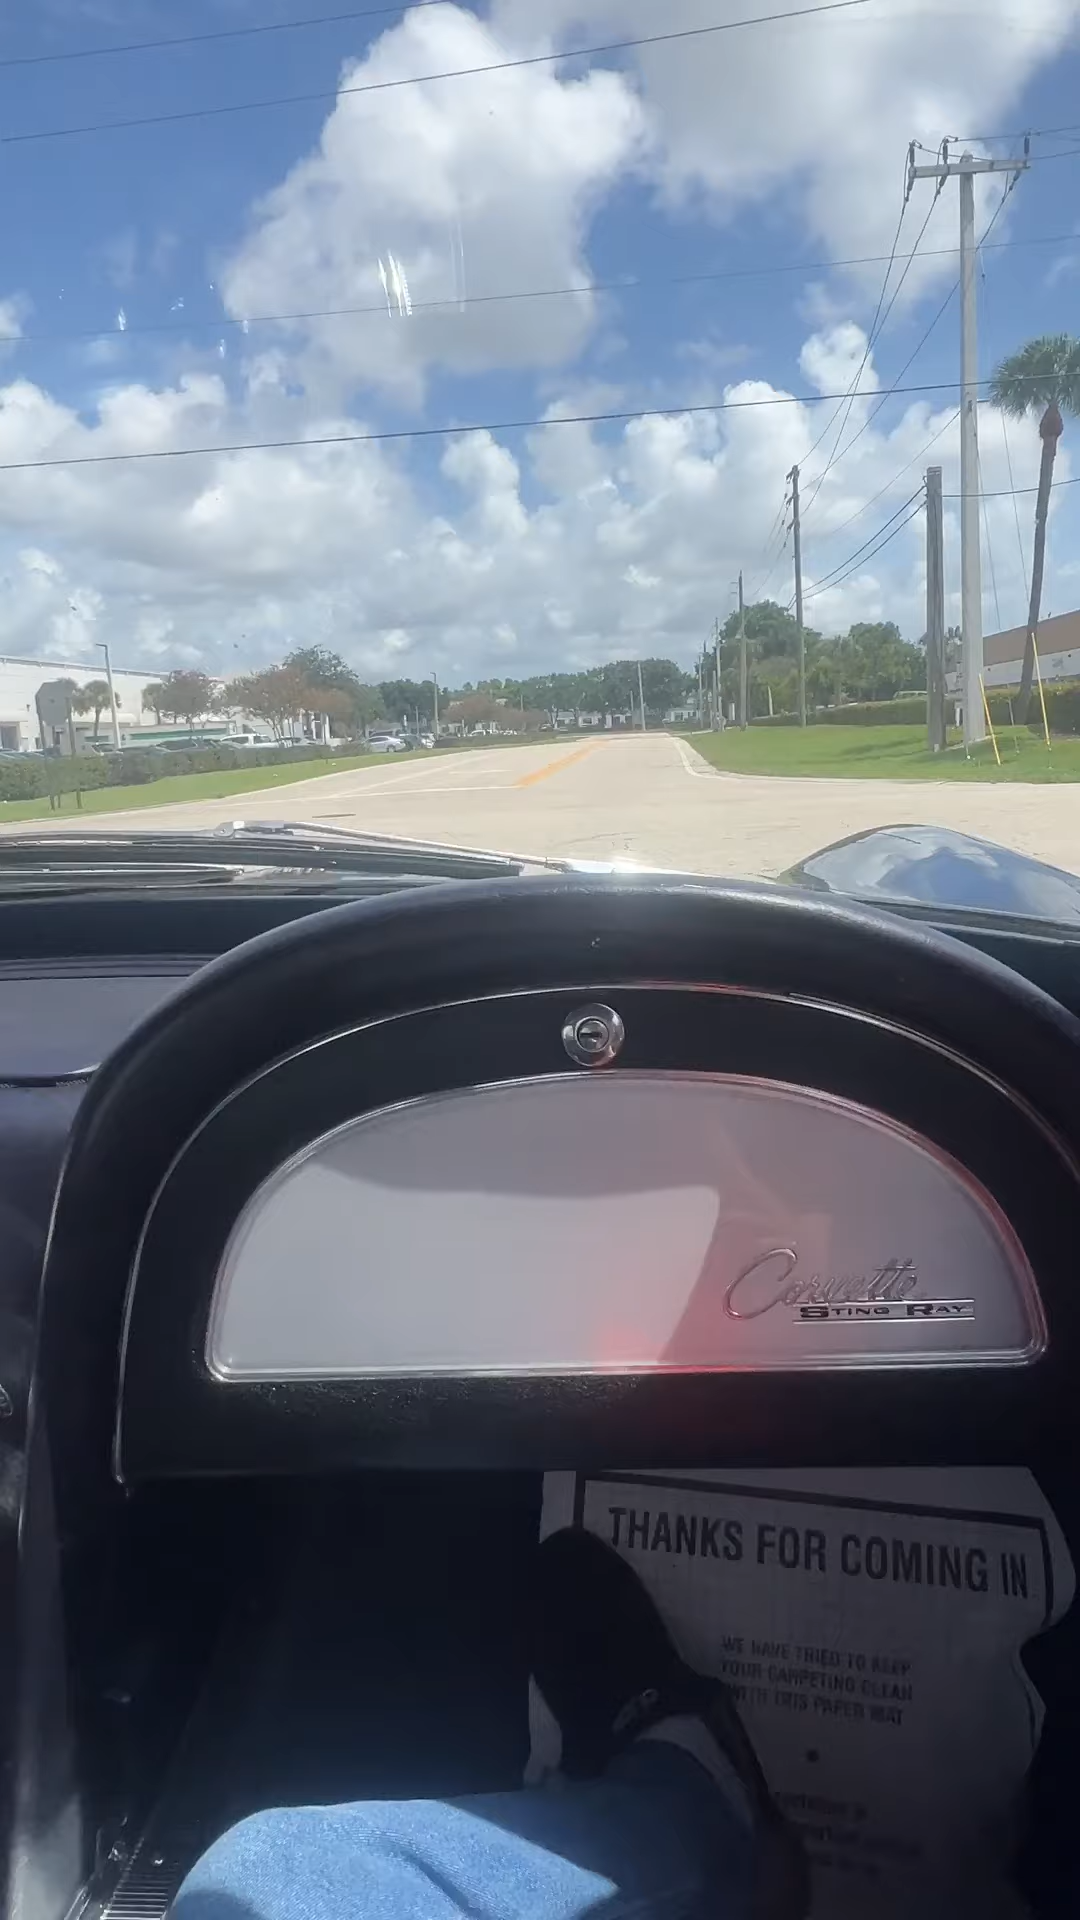 Corvette
STING RAY
THANKS FOR COMING IN
WE HAVE TRIED TO KEEP
YOUR CARPETING CLEAN
WITH THIS PAPER MAT